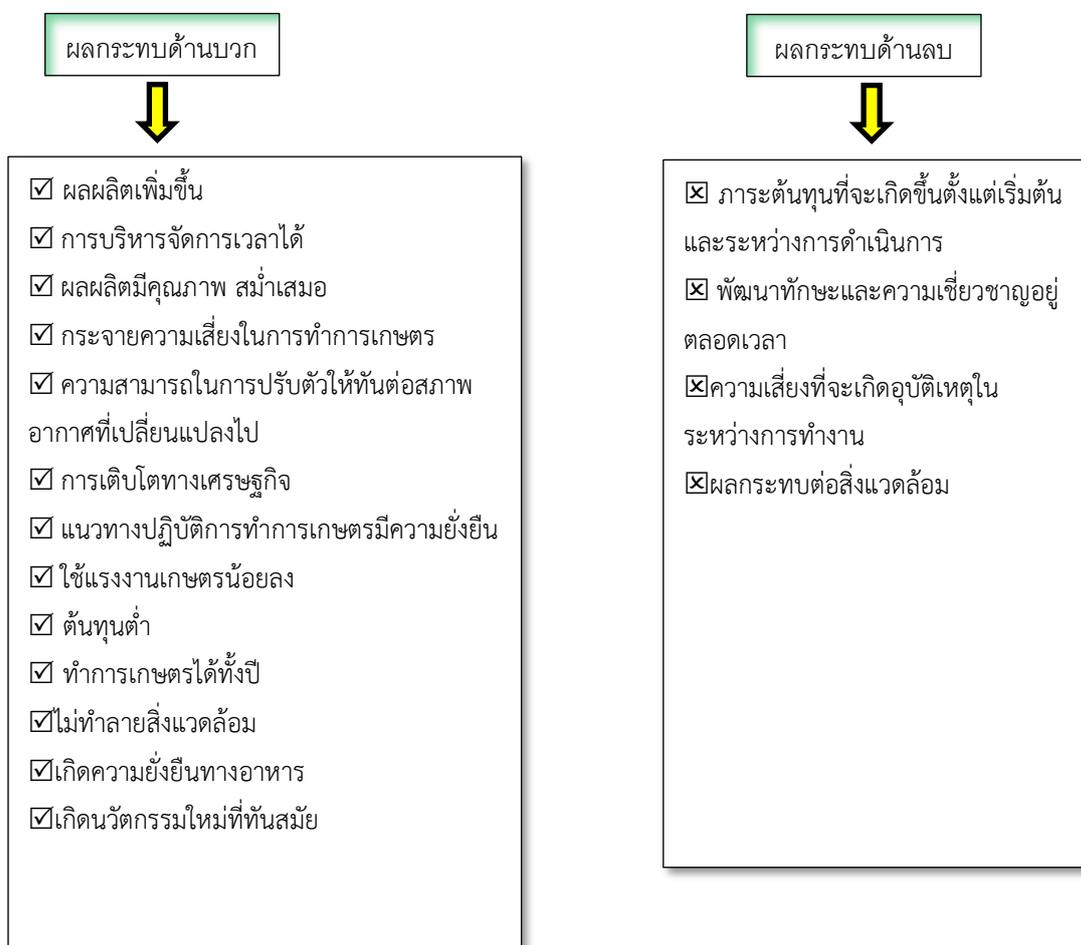 ผลกระทบด้านบวก
☑ ผลผลิตเพิ่มขึ้น
☑ การบริหารจัดการเวลาได้
☑ ผลผลิตมีคุณภาพ สม่ำเสมอ
☑ กระจายความเสี่ยงในการทำการเกษตร
☑ ความสามารถในการปรับตัวให้ทันต่อสภาพ
อากาศที่เปลี่ยนแปลงไป
☑ การเติบโตทางเศรษฐกิจ
☑ แนวทางปฏิบัติการทำการเกษตรมีความยั่งยืน
☑ ใช้แรงงานเกษตรน้อยลง
☑ ต้นทุนต่ำ
☑ ทำการเกษตรได้ทั้งปี
☑ไม่ทำลายสิ่งแวดล้อม
☑เกิดความยั่งยืนทางอาหาร
☑เกิดนวัตกรรมใหม่ที่ทันสมัย
ผลกระทบด้านลบ
☒ ภาระต้นทุนที่จะเกิดขึ้นตั้งแต่เริ่มต้น
และระหว่างการดำเนินการ
☒ พัฒนาทักษะและความเชี่ยวชาญอยู่
ตลอดเวลา
☒ความเสี่ยงที่จะเกิดอุบัติเหตุใน
ระหว่างการทำงาน
☒ผลกระทบต่อสิ่งแวดล้อม